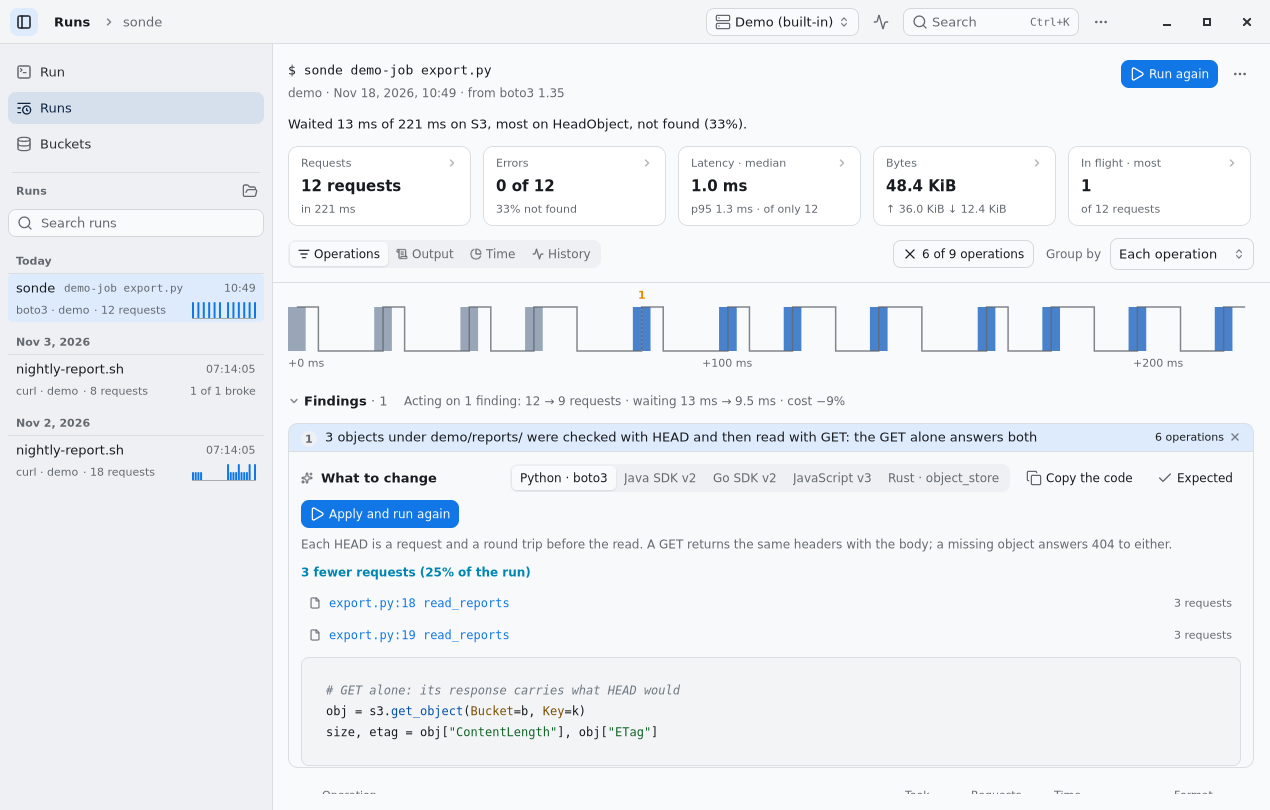 Runs > sonde
Demo (built-in)
Search Ctrl+K
Run
Runs
Buckets
Runs
Search runs
Today
sonde demo-job export.py 10:49
boto3 · demo · 12 requests
Nov 3, 2026
nightly-report.sh 07:14:05
curl · demo · 8 requests 1 of 1 broke
Nov 2, 2026
nightly-report.sh 07:14:05
curl · demo · 18 requests
$ sonde demo-job export.py
Run again
demo · Nov 18, 2026, 10:49 · from boto3 1.35
Waited 13 ms of 221 ms on S3, most on HeadObject, not found (33%).
Requests
12 requests
in 221 ms
Errors
0 of 12
33% not found
Latency · median
1.0 ms
p95 1.3 ms · of only 12
Bytes
48.4 KiB
↑ 36.0 KiB ↓ 12.4 KiB
In flight · most
1
of 12 requests
Operations Output Time History
6 of 9 operations Group by Each operation
1
+0 ms +100 ms +200 ms
Findings · 1 Acting on 1 finding: 12 → 9 requests · waiting 13 ms → 9.5 ms · cost −9%
1 3 objects under demo/reports/ were checked with HEAD and then read with GET: the GET alone answers both 6 operations
What to change
Python · boto3 Java SDK v2 Go SDK v2 JavaScript v3 Rust · object_store
Copy the code Expected
Apply and run again
Each HEAD is a request and a round trip before the read. A GET returns the same headers with the body; a missing object answers 404 to either.
3 fewer requests (25% of the run)
export.py:18 read_reports 3 requests
export.py:19 read_reports 3 requests
# GET alone: its response carries what HEAD would
obj = s3.get_object(Bucket=b, Key=k)
size, etag = obj["ContentLength"], obj["ETag"]
Operation Task Requests Time Format